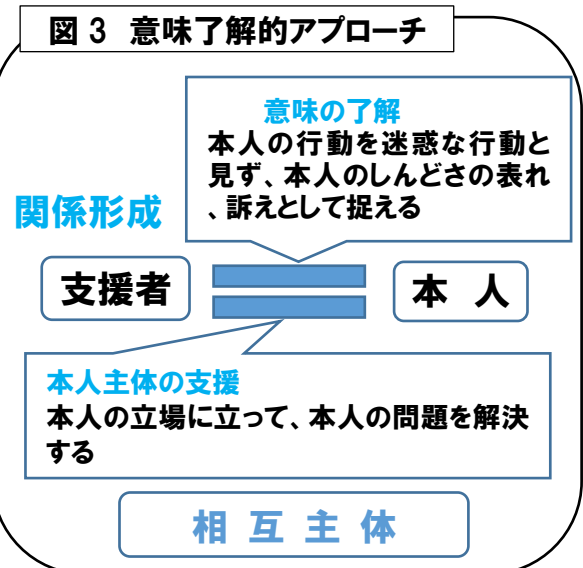 図 3 意味了解的アプローチ
意味の了解
本人の行動を迷惑な行動と
見ず、本人のしんどさの表れ
、訴えとして捉える
関係形成
支援者
本 人
本人主体の支援
本人の立場に立って、本人の問題を解決
する
相 互 主 体